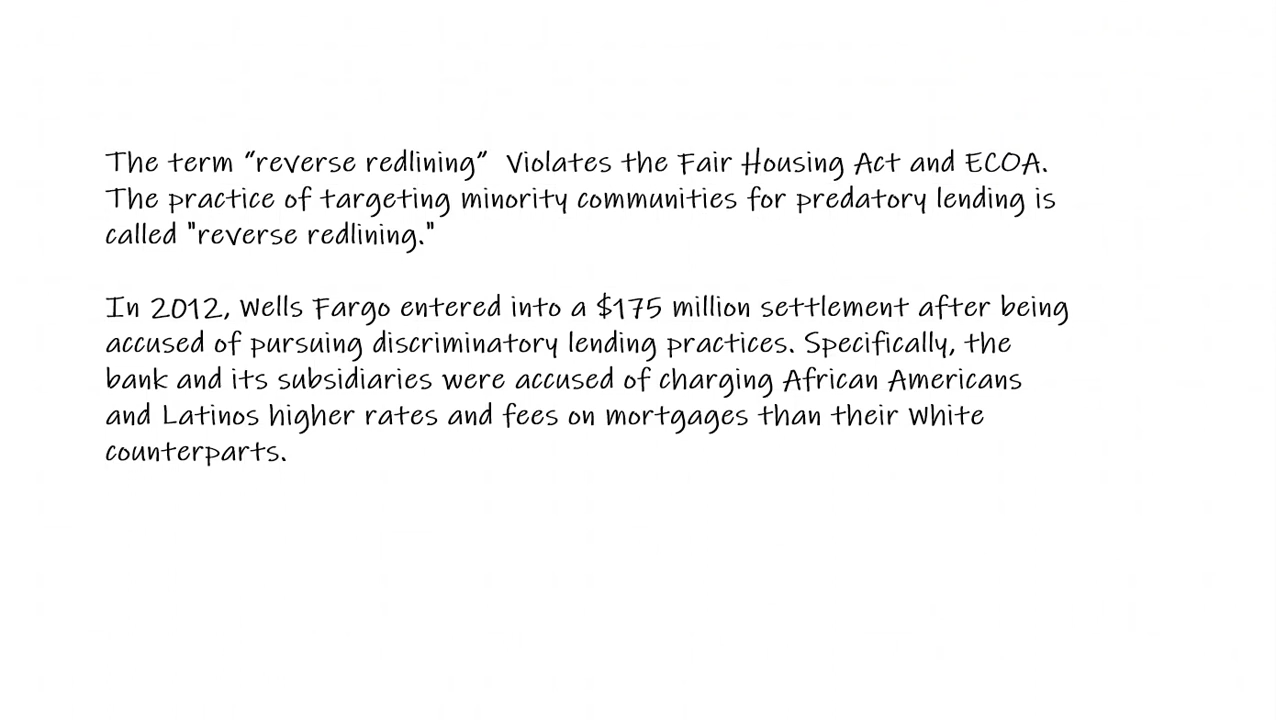 The term “reverse redlining”  Violates the Fair Housing Act and ECOA.
The practice of targeting minority communities for predatory lending is
called "reverse redlining."
In 2012, Wells Fargo entered into a $175 million settlement after being
accused of pursuing discriminatory lending practices. Specifically, the
bank and its subsidiaries were accused of charging African Americans
and Latinos higher rates and fees on mortgages than their White
counterparts.